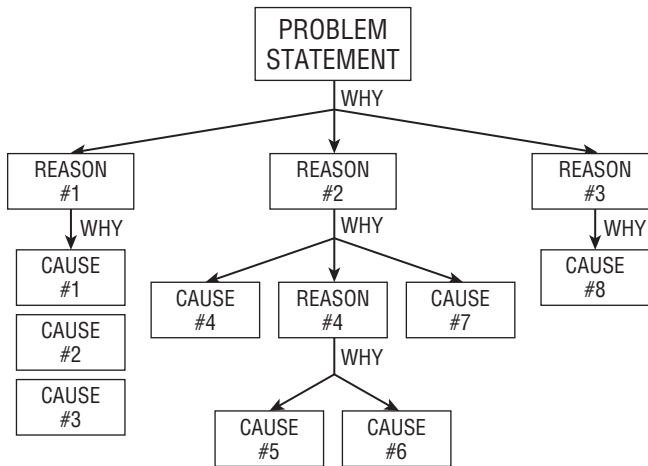 PROBLEM
STATEMENT
WHY
REASON
#1
REASON
#2
REASON
#3
WHY
WHY
WHY
CAUSE
#1
CAUSE
#8
CAUSE
#4
REASON
#4
CAUSE
#7
CAUSE
#2
WHY
CAUSE
#3
CAUSE
#5
CAUSE
#6